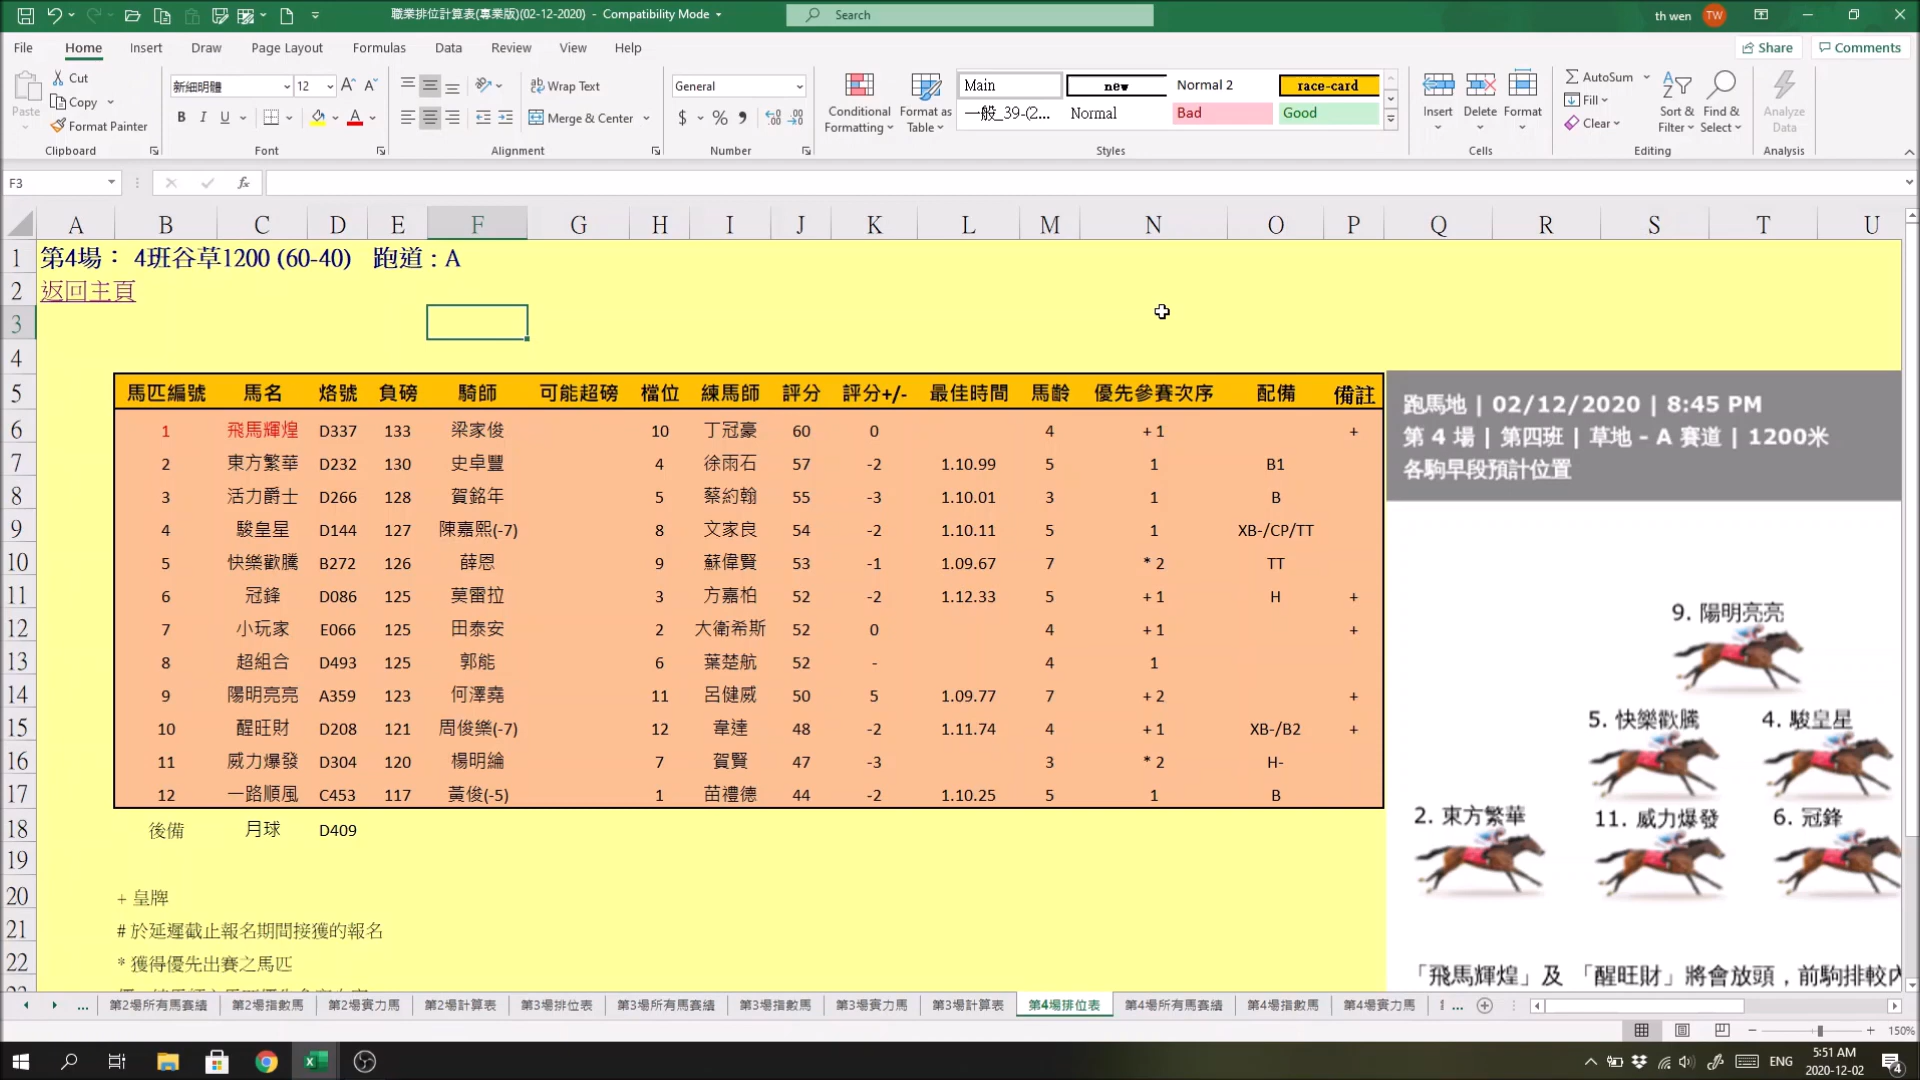 職業排位計算表(專業版)(02-12-2020) - Compatibility Mode
Search
th wen
TW
File Home Insert Draw Page Layout Formulas Data Review View Help
Share
Comments
Paste
Cut
Copy
Format Painter
Clipboard
新細明體
12
Font
Wrap Text
Merge & Center
Alignment
General
Number
Conditional Formatting
Format as Table
Main
new
Normal 2
race-card
一般_39-(2...
Normal
Bad
Good
Styles
Insert
Delete
Format
Cells
AutoSum
Fill
Clear
Sort & Filter
Find & Select
Editing
Analyze Data
Analysis
F3
A B C D E F G H I J K L M N O P Q R S T U
1 第4場： 4班谷草1200 (60-40) 跑道 : A
2 返回主頁
3
4
5 馬匹編號 馬名 烙號 負磅 騎師 可能超磅 檔位 練馬師 評分 評分+/- 最佳時間 馬齡 優先參賽次序 配備 備註
6 1 飛馬輝煌 D337 133 梁家俊 10 丁冠豪 60 0 4 + 1 +
7 2 東方繁華 D232 130 史卓豐 4 徐雨石 57 -2 1.10.99 5 1 B1
8 3 活力爵士 D266 128 賀銘年 5 蔡約翰 55 -3 1.10.01 3 1 B
9 4 駿皇星 D144 127 陳嘉熙(-7) 8 文家良 54 -2 1.10.11 5 1 XB-/CP/TT
10 5 快樂歡騰 B272 126 薛恩 9 蘇偉賢 53 -1 1.09.67 7 * 2 TT
11 6 冠鋒 D086 125 莫雷拉 3 方嘉柏 52 -2 1.12.33 5 + 1 H +
12 7 小玩家 E066 125 田泰安 2 大衛希斯 52 0 4 + 1 +
13 8 超組合 D493 125 郭能 6 葉楚航 52 - 4 1
14 9 陽明亮亮 A359 123 何澤堯 11 呂健威 50 5 1.09.77 7 + 2 +
15 10 醒旺財 D208 121 周俊樂(-7) 12 韋達 48 -2 1.11.74 4 + 1 XB-/B2 +
16 11 威力爆發 D304 120 楊明綸 7 賀賢 47 -3 3 * 2 H-
17 12 一路順風 C453 117 黃俊(-5) 1 苗禮德 44 -2 1.10.25 5 1 B
18 後備 月球 D409
19
20 + 皇牌
21 # 於延遲截止報名期間接獲的報名
22 * 獲得優先出賽之馬匹
跑馬地 | 02/12/2020 | 8:45 PM
第 4 場 | 第四班 | 草地 - A 賽道 | 1200米
各駒早段預計位置
9. 陽明亮亮
5. 快樂歡騰
4. 駿皇星
2. 東方繁華
11. 威力爆發
6. 冠鋒
「飛馬輝煌」及 「醒旺財」將會放頭，前駒排較
... 第2場所有馬賽績 第2場指數馬 第2場實力馬 第2場計算表 第3場排位表 第3場所有馬賽績 第3場指數馬 第3場實力馬 第3場計算表 第4場排位表 第4場所有馬賽績 第4場指數馬 第4場實力馬 ...
150%
ENG
5:51 AM
2020-12-02
4